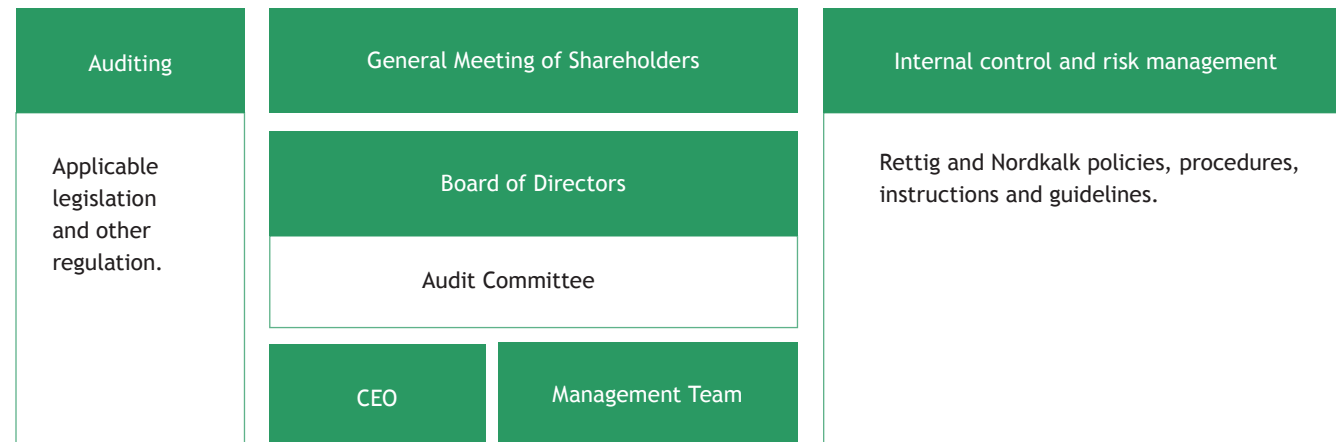 Auditing
Applicable
legislation
and other
regulation.
General Meeting of Shareholders
Board of Directors
Audit Committee
CEO
Management Team
Internal control and risk management
Rettig and Nordkalk policies, procedures,
instructions and guidelines.